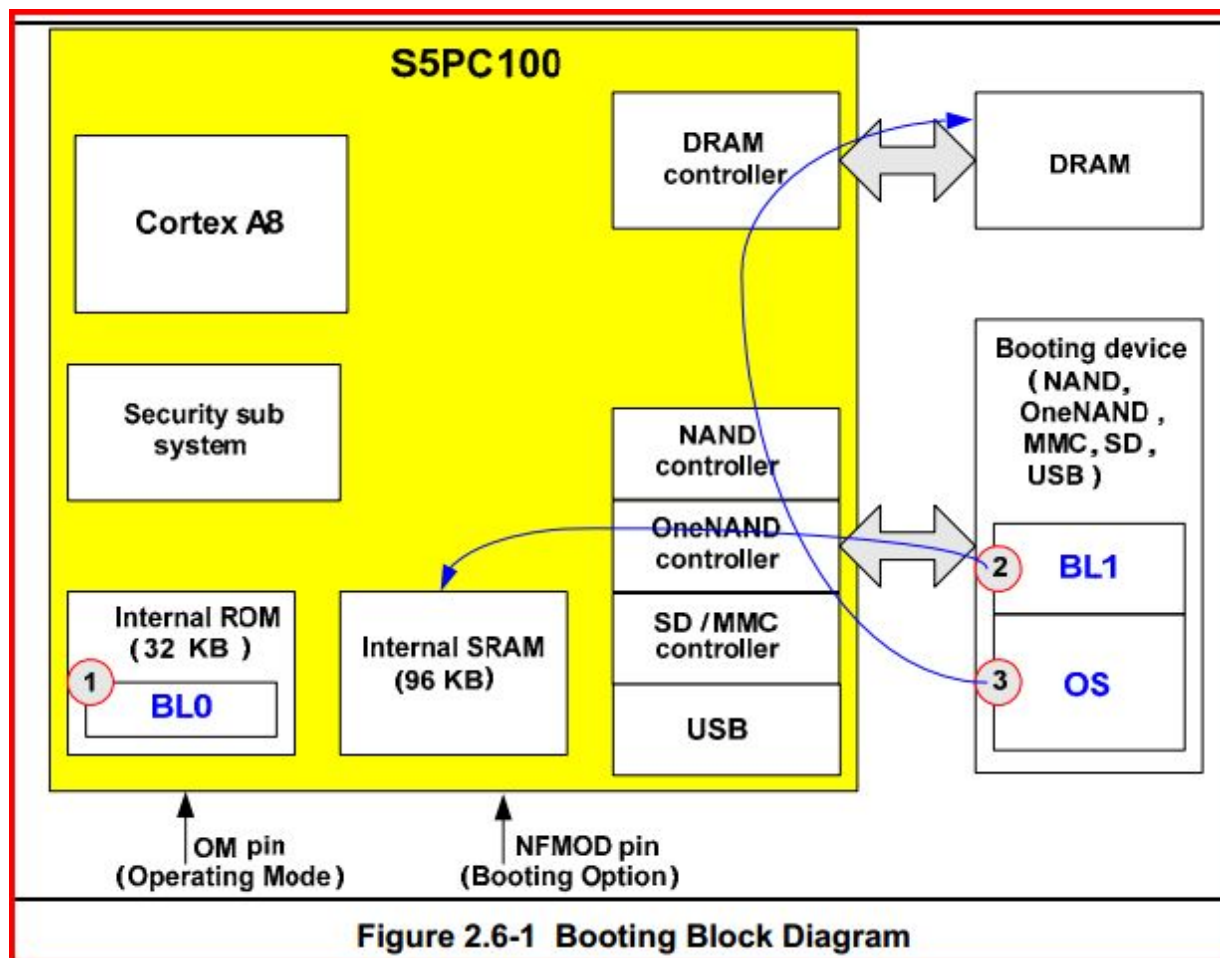 S5PC100
DRAM
controller
DRAM
Cortex A8
Booting device
(NAND,
OneNAND ,
MMC, SD ,
USB )
Security sub
system
NAND
controller
OneNAND
controller
2
BL1
Internal ROM
( 32 KB )
1
BL0
Internal SRAM
(96 KB)
SD / MMC
controller
3
OS
USB
OM pin
(Operating Mode)
NFMOD pin
(Booting Option)
Figure 2.6-1 Booting Block Diagram